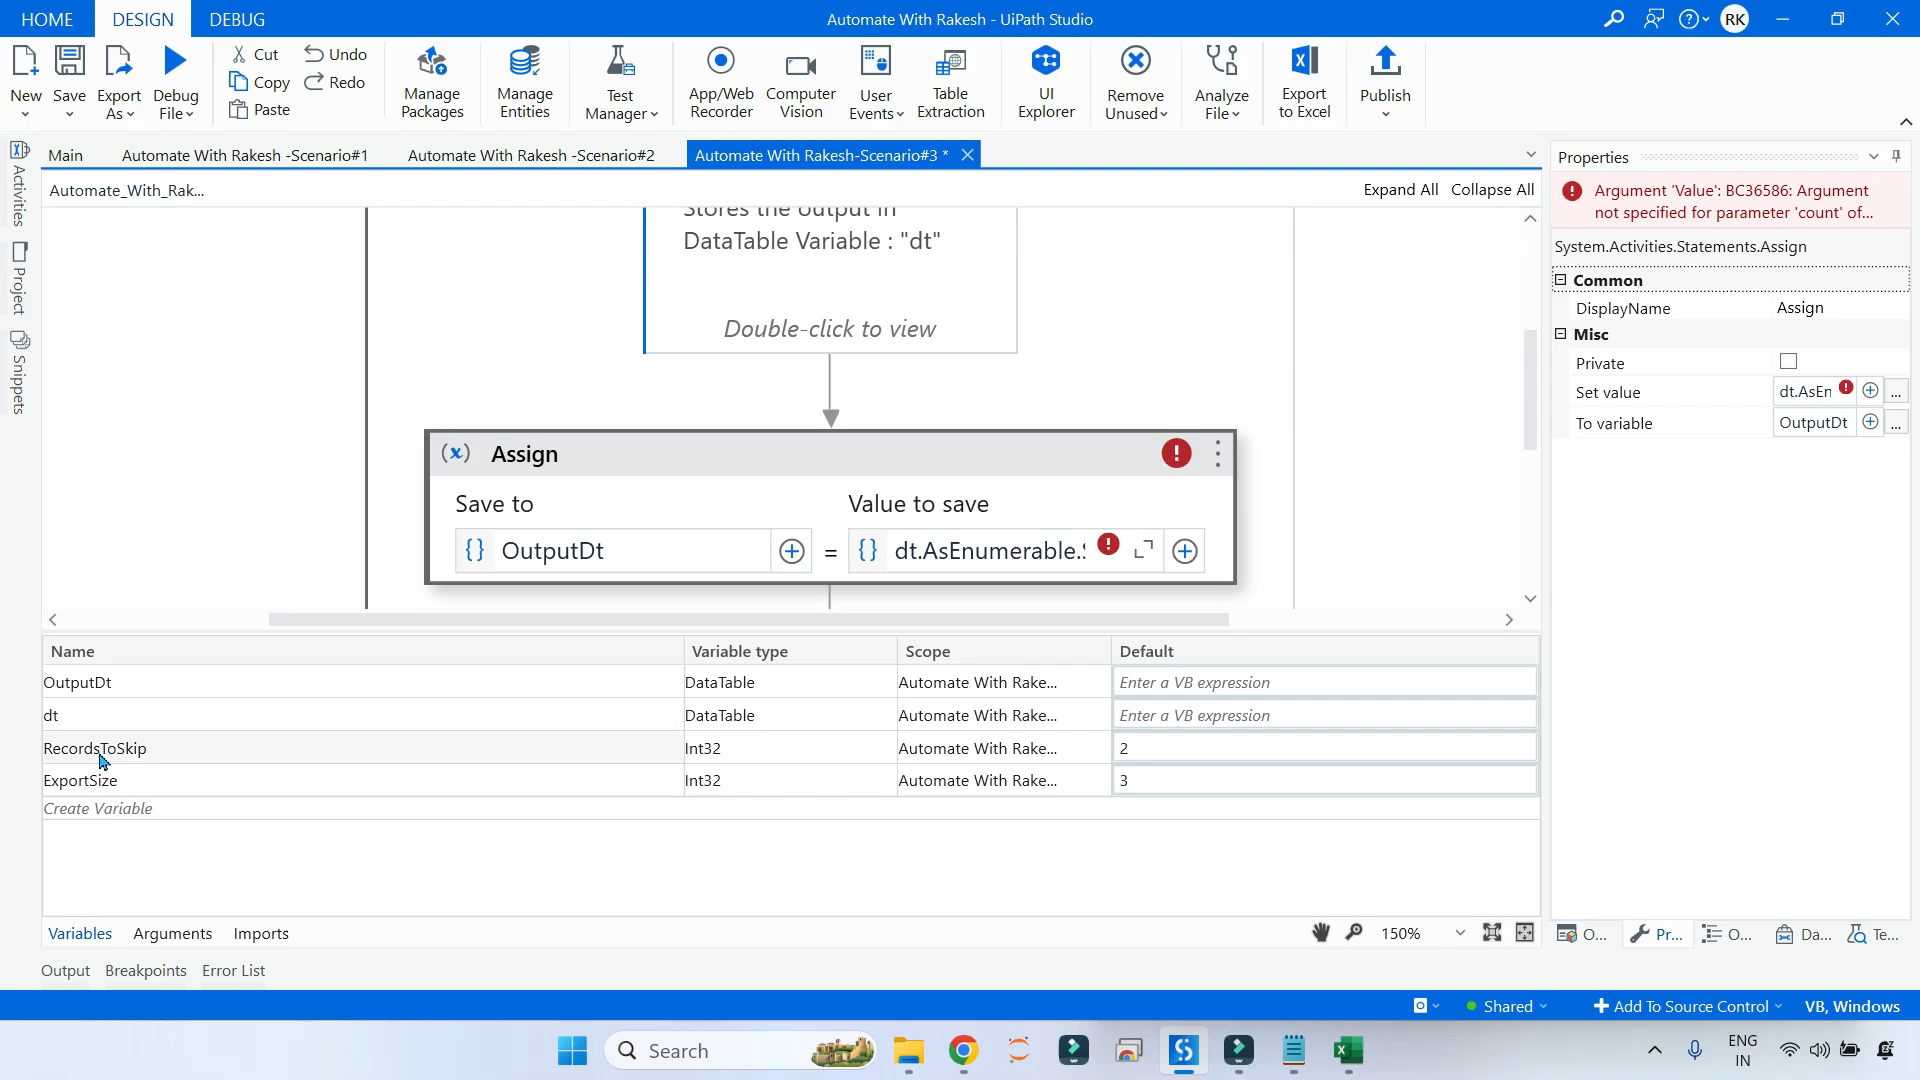 HOME DESIGN DEBUG Automate With Rakesh - UiPath Studio RK
New Save Export As Debug File Cut Copy Paste Undo Redo Manage Packages Manage Entities Test Manager App/Web Recorder Computer Vision User Events Table Extraction UI Explorer Remove Unused Analyze File Export to Excel Publish
Activities
Project
Snippets
Main Automate With Rakesh -Scenario#1 Automate With Rakesh -Scenario#2 Automate With Rakesh-Scenario#3 *
Automate_With_Rak... Expand All Collapse All
Stores the output in
DataTable Variable : "dt"
Double-click to view
Assign
Save to Value to save
OutputDt = dt.AsEnumerable.
Name Variable type Scope Default
OutputDt DataTable Automate With Rake... Enter a VB expression
dt DataTable Automate With Rake... Enter a VB expression
RecordsToSkip Int32 Automate With Rake... 2
ExportSize Int32 Automate With Rake... 3
Create Variable
Variables Arguments Imports 150%
Properties
Argument 'Value': BC36586: Argument
not specified for parameter 'count' of...
System.Activities.Statements.Assign
Common
DisplayName Assign
Misc
Private
Set value dt.AsEn ...
To variable OutputDt ...
O... Pr... O... Da... Te...
Output Breakpoints Error List
Shared Add To Source Control VB, Windows
Search ENG
IN